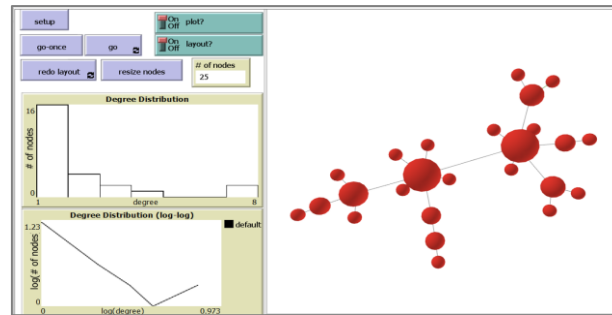 setup
On
Off
plot?
go-once
go
On
Off
layout?
redo layout
resize nodes
# of nodes
25
Degree Distribution
# of nodes
16
0
1
degree
8
Degree Distribution (log-log)
log(# of nodes)
1.23
0
0
log(degree)
0.973
default